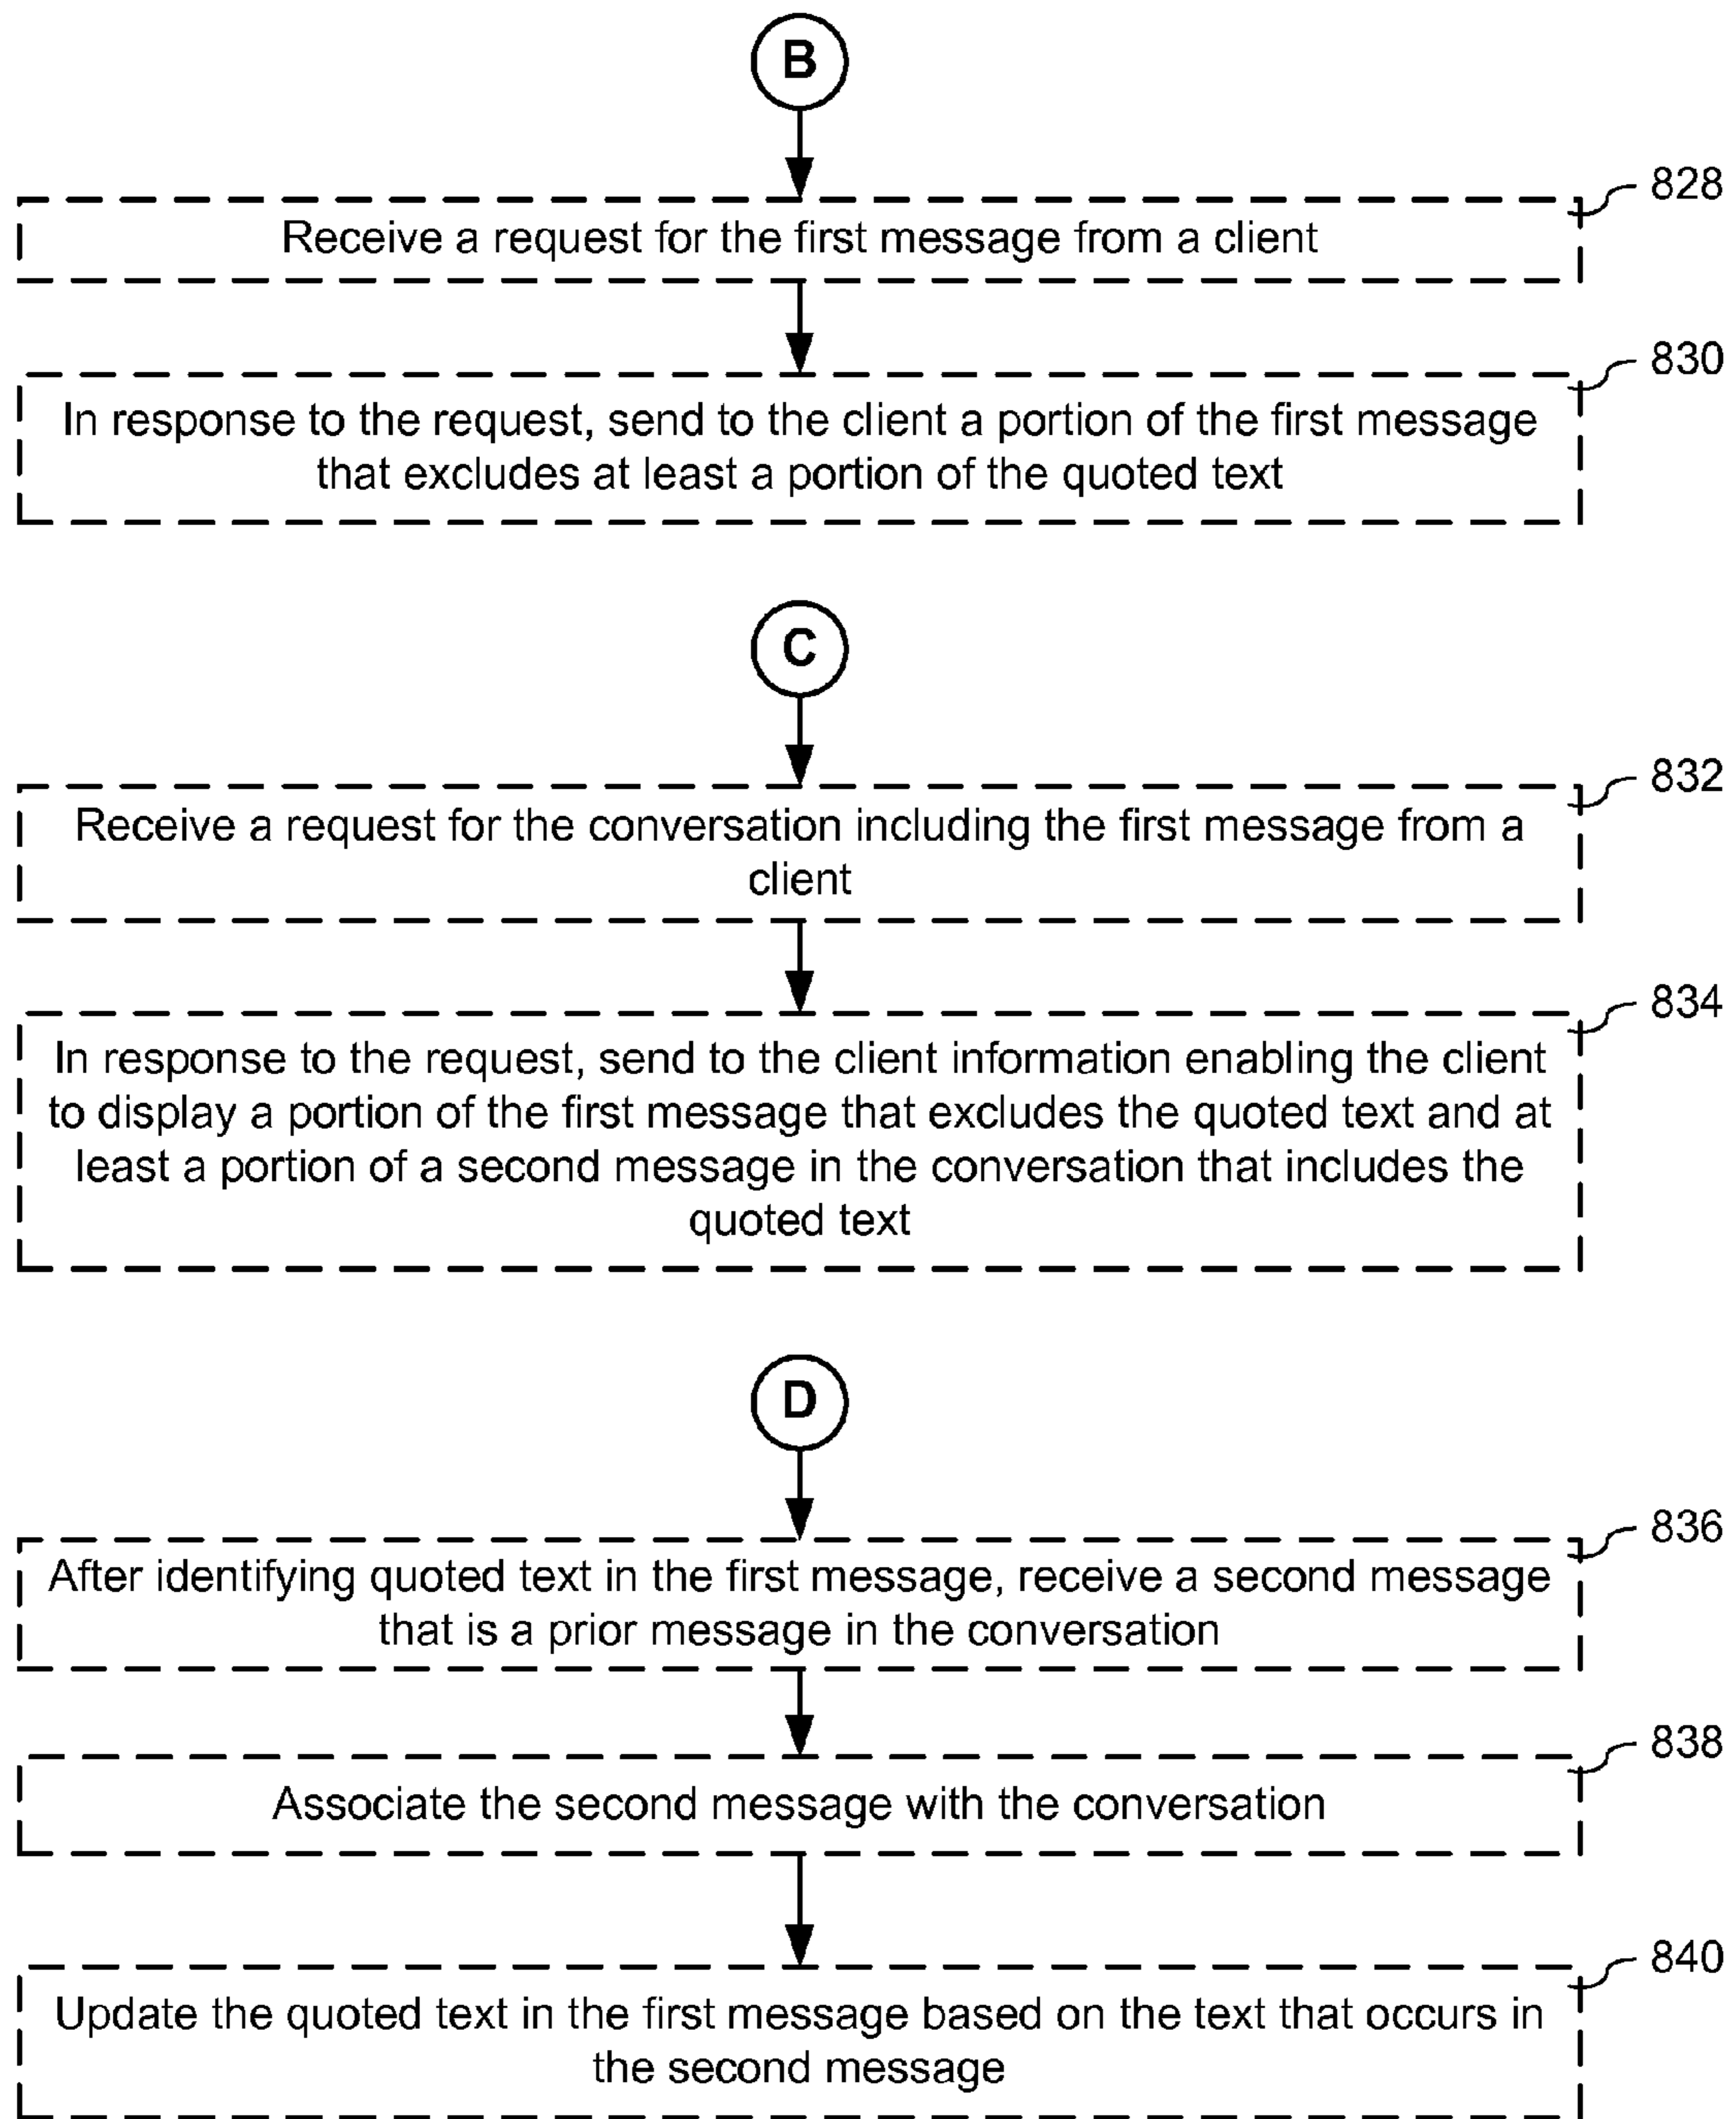 B
828
Receive a request for the first message from a client
830
In response to the request, send to the client a portion of the first message
that excludes at least a portion of the quoted text
C
832
Receive a request for the conversation including the first message from a
client
834
In response to the request, send to the client information enabling the client
to display a portion of the first message that excludes the quoted text and at
least a portion of a second message in the conversation that includes the
quoted text
D
836
After identifying quoted text in the first message, receive a second message
that is a prior message in the conversation
838
Associate the second message with the conversation
840
Update the quoted text in the first message based on the text that occurs in
the second message